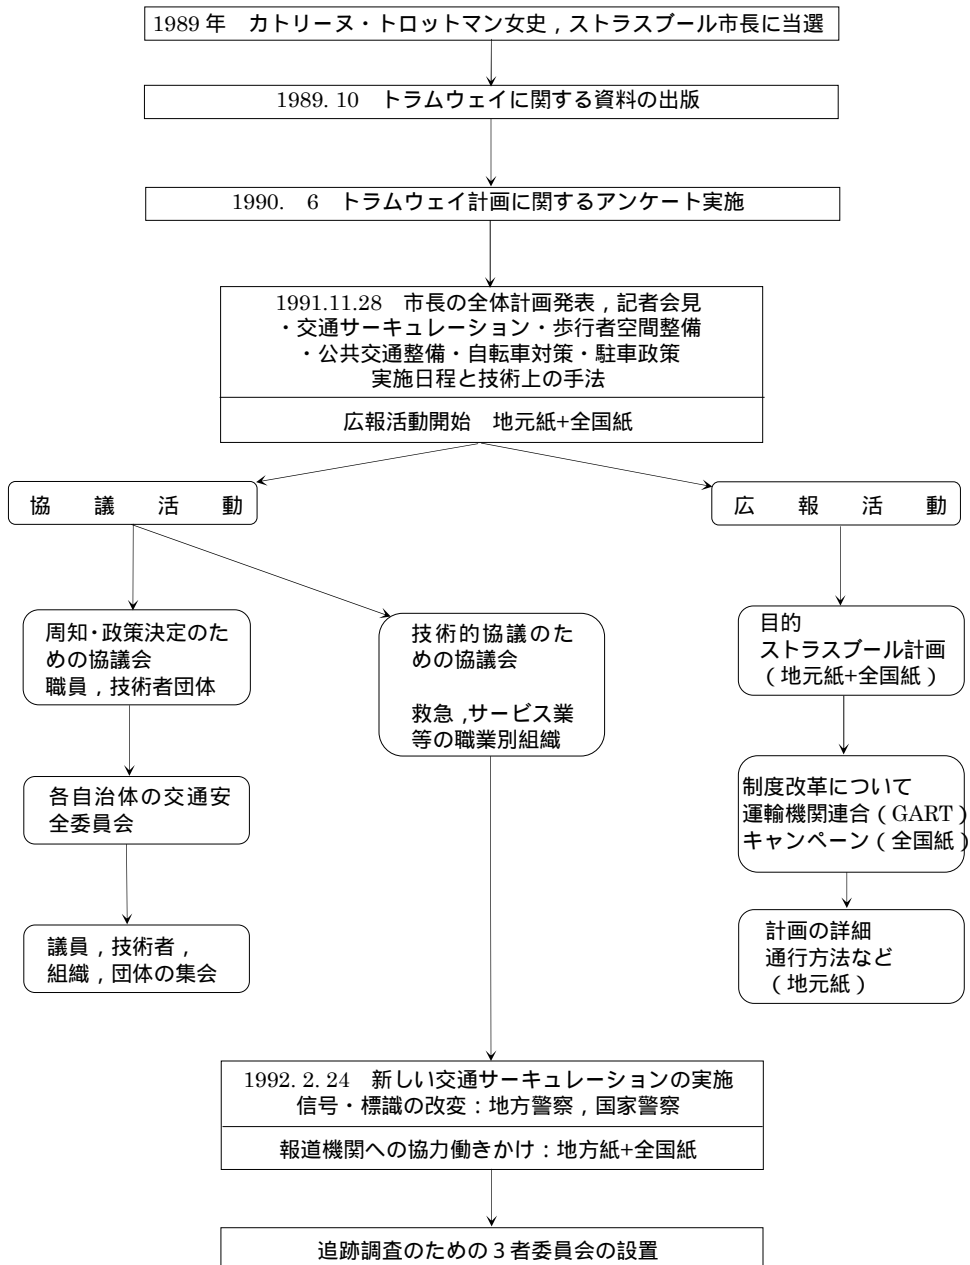 1989年　カトリーヌ・トロットマン女史，ストラスブール市長に当選
1989. 10　トラムウェイに関する資料の出版
1990.　6　トラムウェイ計画に関するアンケート実施
1991.11.28　市長の全体計画発表，記者会見
・交通サーキュレーション・歩行者空間整備
・公共交通整備・自転車対策・駐車政策
実施日程と技術上の手法
広報活動開始　地元紙+全国紙
協　議　活　動
広　報　活　動
周知・政策決定のた
めの協議会
職員，技術者団体
技術的協議のた
めの協議会
救急，サービス業
等の職業別組織
目的
ストラスブール計画
（地元紙+全国紙）
各自治体の交通安
全委員会
制度改革について
運輸機関連合（GART）
キャンペーン（全国紙）
議員，技術者，
組織，団体の集会
計画の詳細
通行方法など
（地元紙）
1992. 2. 24　新しい交通サーキュレーションの実施
信号・標識の改変：地方警察，国家警察
報道機関への協力働きかけ：地方紙+全国紙
追跡調査のための３者委員会の設置